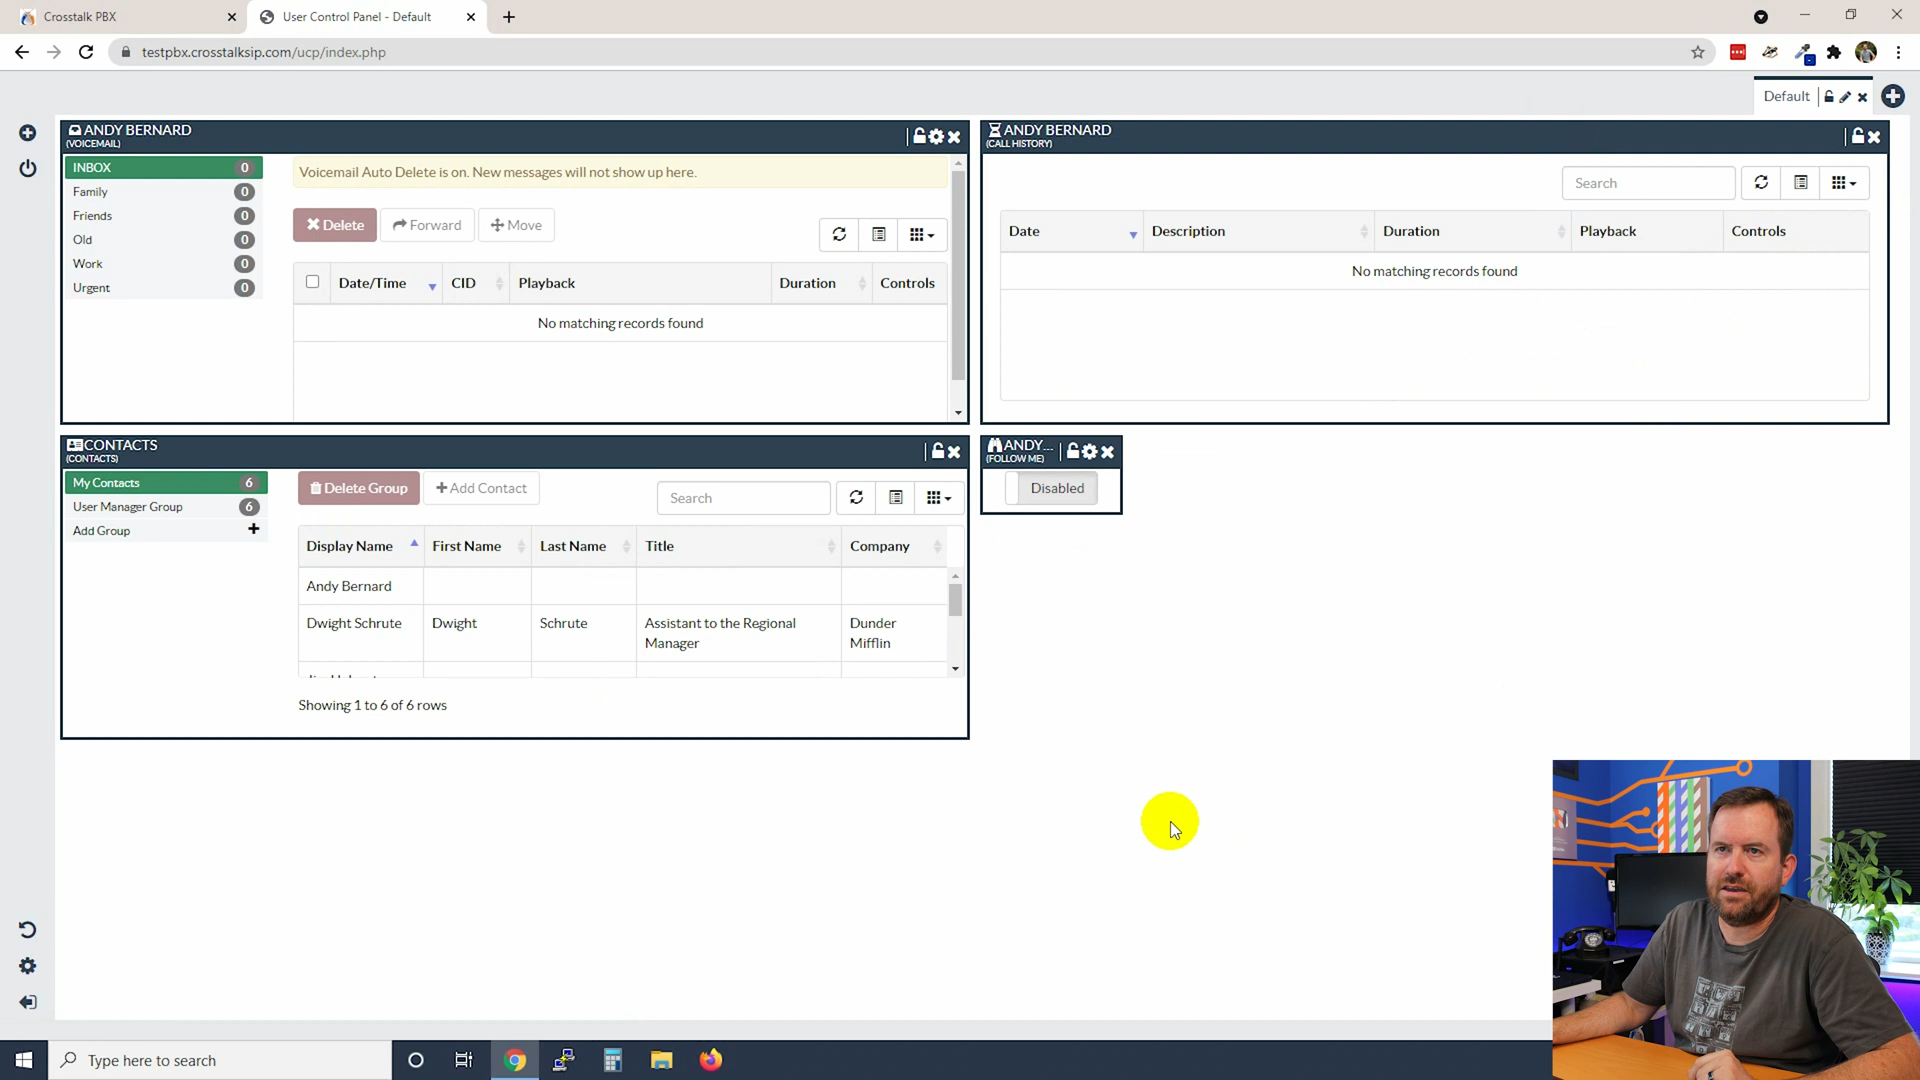 Crosstalk PBX
User Control Panel - Default
testpbx.crosstalksip.com/ucp/index.php
Default
ANDY BERNARD
(VOICEMAIL)
INBOX 0
Family 0
Friends 0
Old 0
Work 0
Urgent 0
Voicemail Auto Delete is on. New messages will not show up here.
Delete Forward Move
Date/Time CID Playback Duration Controls
No matching records found
ANDY BERNARD
(CALL HISTORY)
Search
Date Description Duration Playback Controls
No matching records found
CONTACTS
(CONTACTS)
My Contacts 6
User Manager Group 6
Add Group
Delete Group Add Contact Search
Display Name First Name Last Name Title Company
Andy Bernard
Dwight Schrute Dwight Schrute Assistant to the Regional Manager Dunder Mifflin
Showing 1 to 6 of 6 rows
ANDY...
(FOLLOW ME)
Disabled
Type here to search